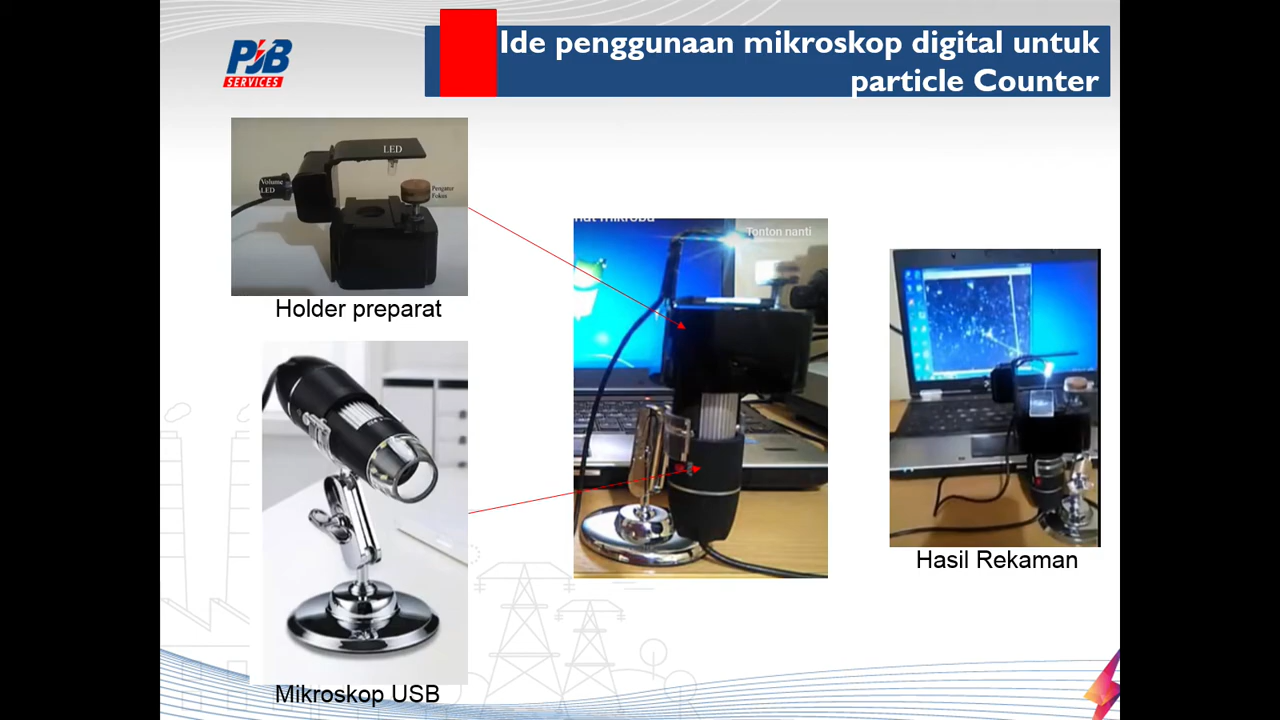 PJB
SERVICES
Ide penggunaan mikroskop digital untuk
particle Counter
LED
Volume
LED
Pengatur
Fokus
Holder preparat
Tonton nanti
Hasil Rekaman
Mikroskop USB